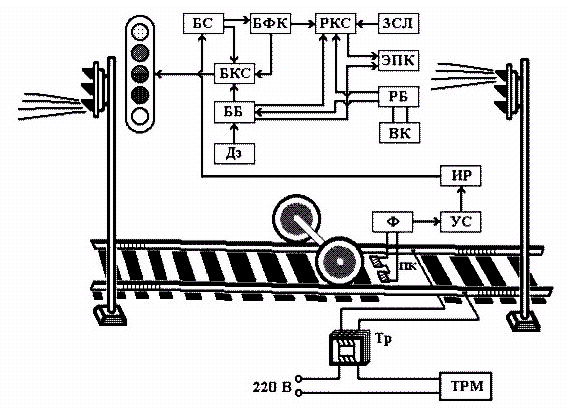 БС БФК РКС ЗСЛ
ЭПК
БКС
РБ
ББ
ВК
Дз
ИР
Ф УС
ПК
Тр
220 В ТРМ